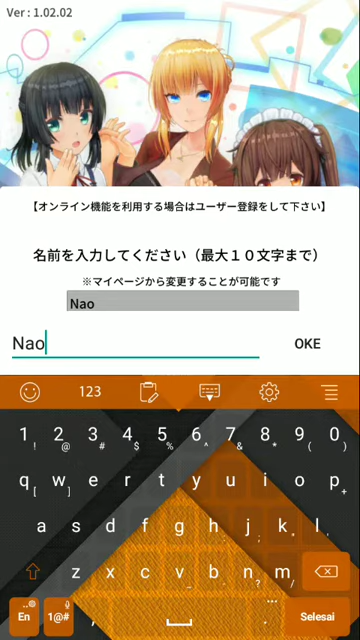 Ver : 1.02.02
【オンライン機能を利用する場合はユーザー登録をして下さい】
名前を入力してください（最大１０文字まで）
※マイページから変更することが可能です
Nao
Nao OKE
123
1 2 3 4 5 6 7 8 9 0
! @ # $ % ^ & * ( )
q w e r t y u i o p
[ ] +
a s d f g h j k l
z x c v b n m
En 1@# , Selesai